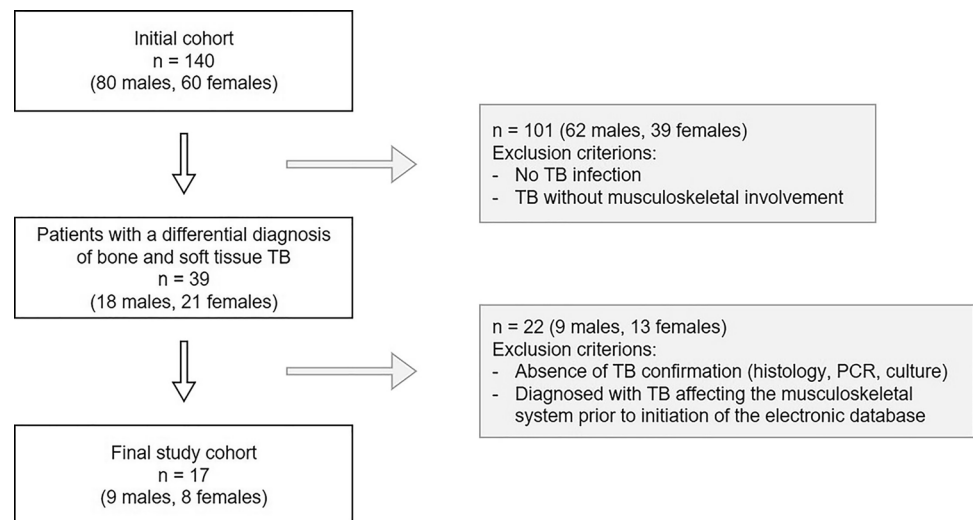 Initial cohort
n = 140
(80 males, 60 females)
n = 101 (62 males, 39 females)
Exclusion criterions:
- No TB infection
- TB without musculoskeletal involvement
Patients with a differential diagnosis
of bone and soft tissue TB
n = 39
(18 males, 21 females)
n = 22 (9 males, 13 females)
Exclusion criterions:
- Absence of TB confirmation (histology, PCR, culture)
- Diagnosed with TB affecting the musculoskeletal
system prior to initiation of the electronic database
Final study cohort
n = 17
(9 males, 8 females)